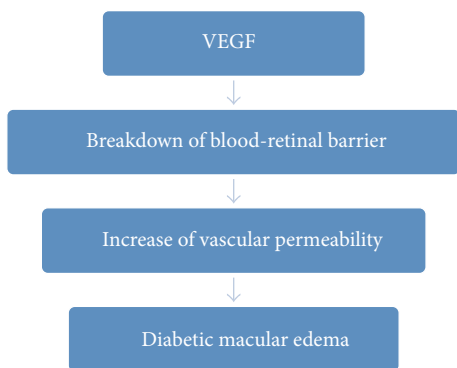 VEGF
Breakdown of blood-retinal barrier
Increase of vascular permeability
Diabetic macular edema